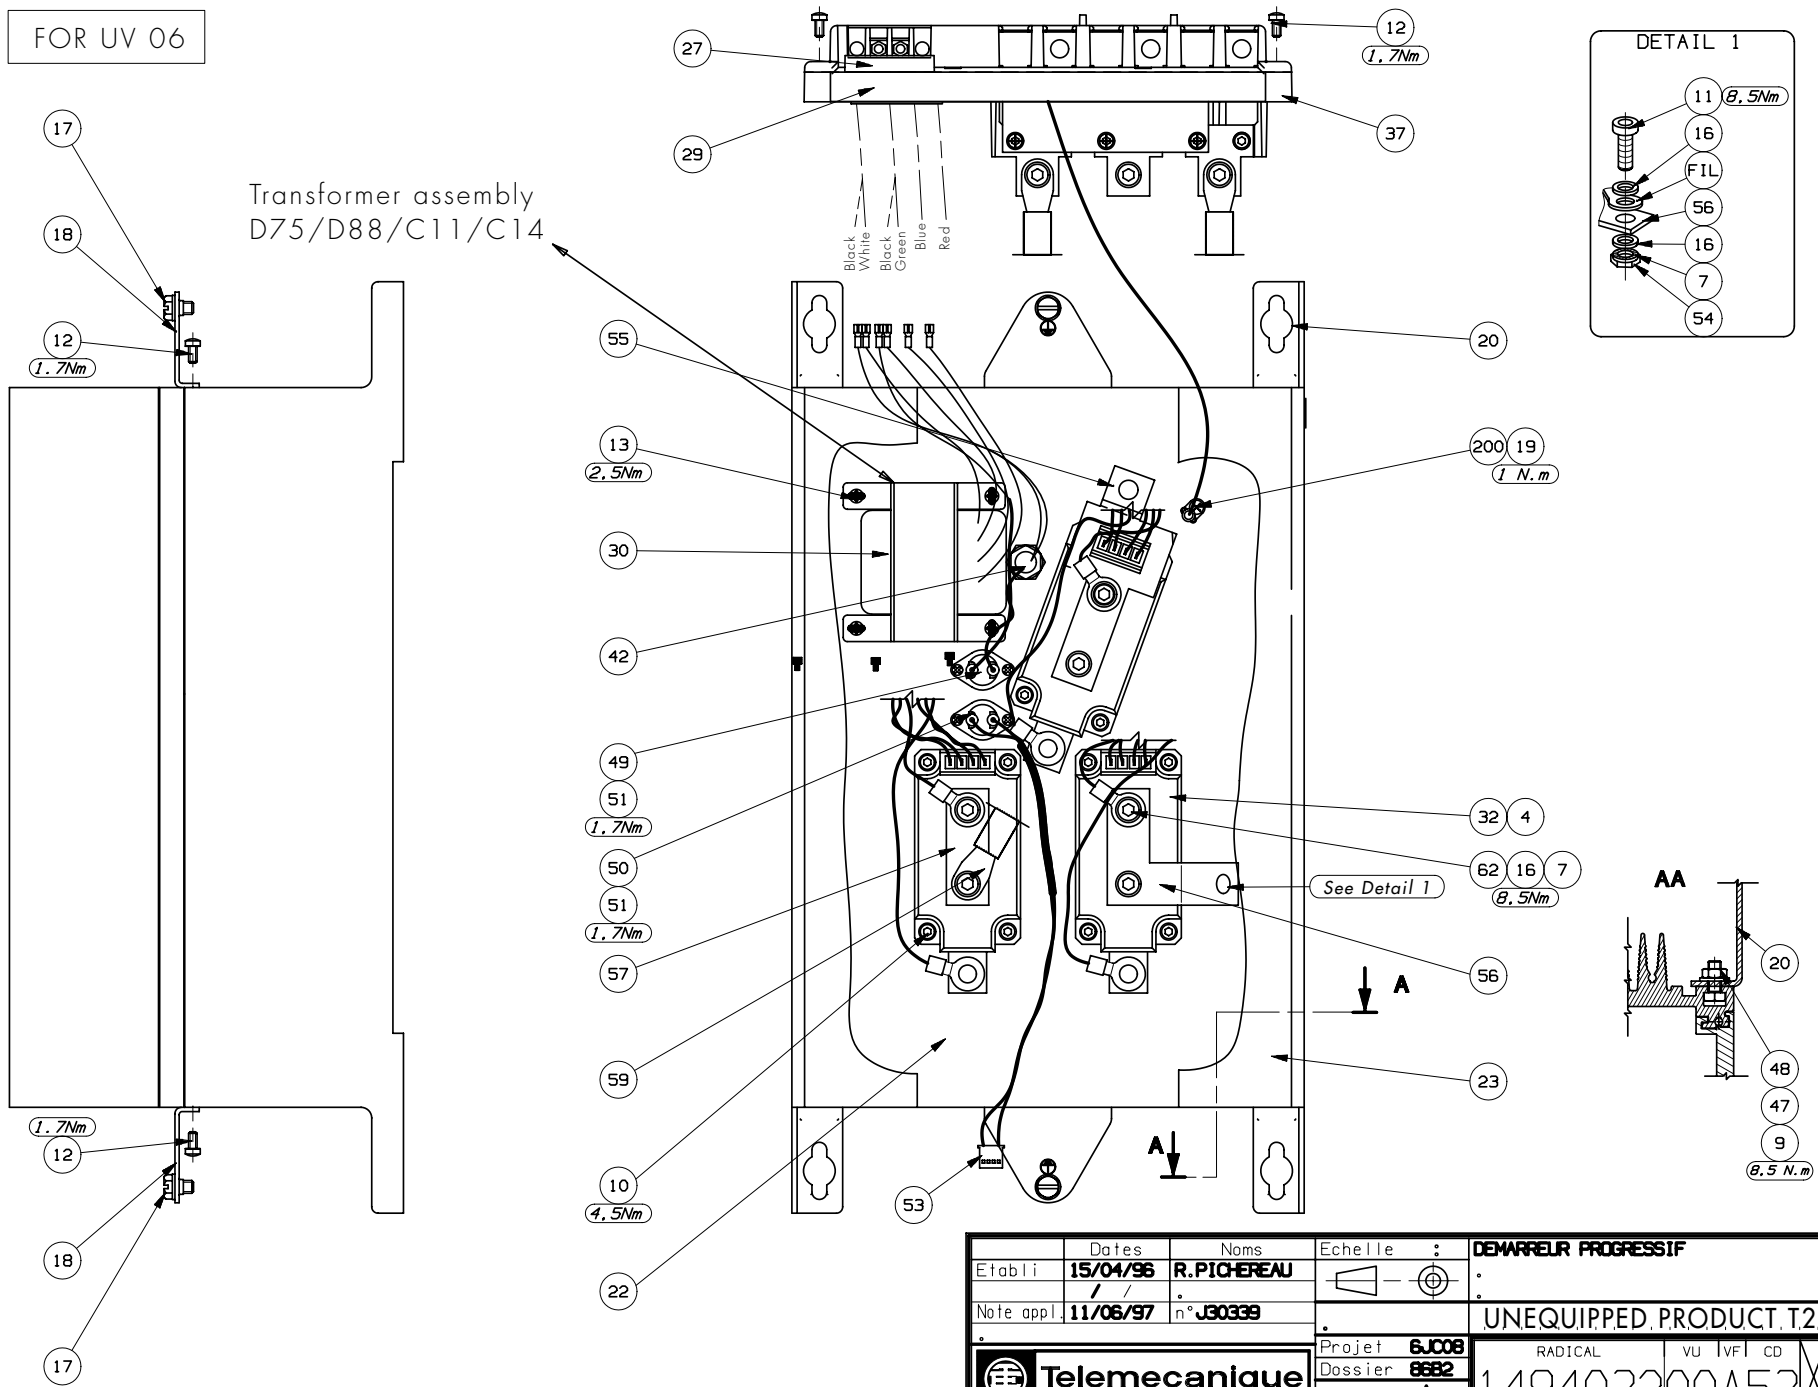 FOR UV 06
17
18
12
1.7Nm
Transformer assembly
D75/D88/C11/C14
27
29
12
1.7Nm
37
Black
White
Black
Green
Blue
Red
DETAIL 1
11 8.5Nm
16
FIL
56
16
7
54
55
20
13
2.5Nm
200 19
1 N.m
30
42
49
51
1.7Nm
50
51
1.7Nm
57
59
10
4.5Nm
22
32 4
62 16 7
8.5Nm
See Detail 1
56
A
23
A
53
AA
20
48
47
9
8.5 N.m
1.7Nm
12
18
17
Dates Noms Echelle : DEMARREUR PROGRESSIF
Etabli 15/04/96 R.PICHEREAU
/ /
Note appl. 11/06/97 n° J30339
UNEQUIPPED PRODUCT T2
Projet 6JC0B
Dossier 86B2
RADICAL VU VF CD
Telemecanique